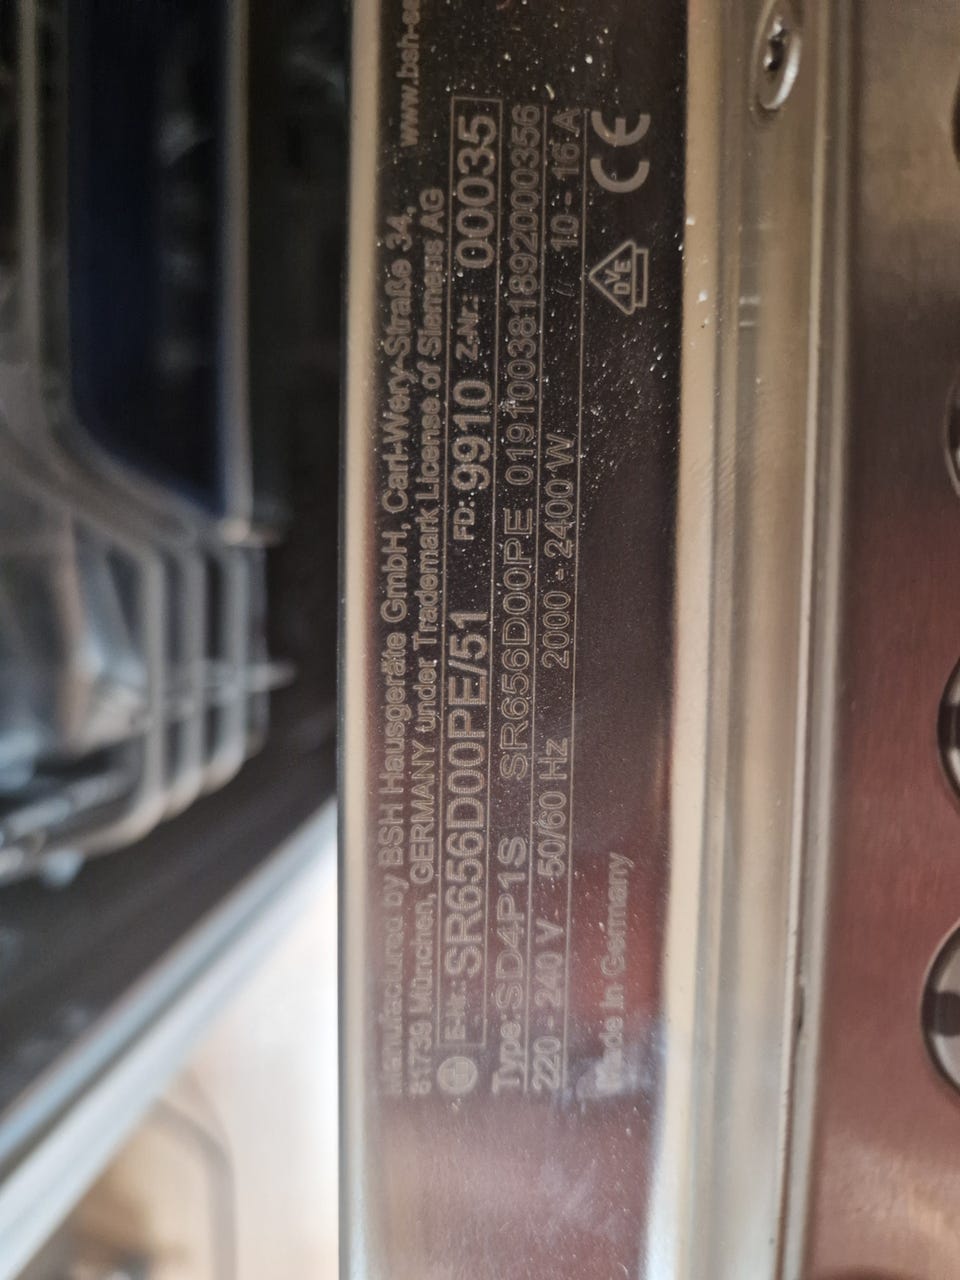 Manufactured by BSH Hausgeräte GmbH, Carl-Wery-Straße 34,
81739 München, GERMANY under Trademark License of Siemens AG
www.bsh-
E-Nr.: SR656D00PE/51 FD: 9910 Z-Nr.: 00035
Type: SD4P1S SR656D00PE 019100381892000356
220 - 240 V 50/60 Hz 2000 - 2400 W 10 - 16 A
Made in Germany
DVE
CE